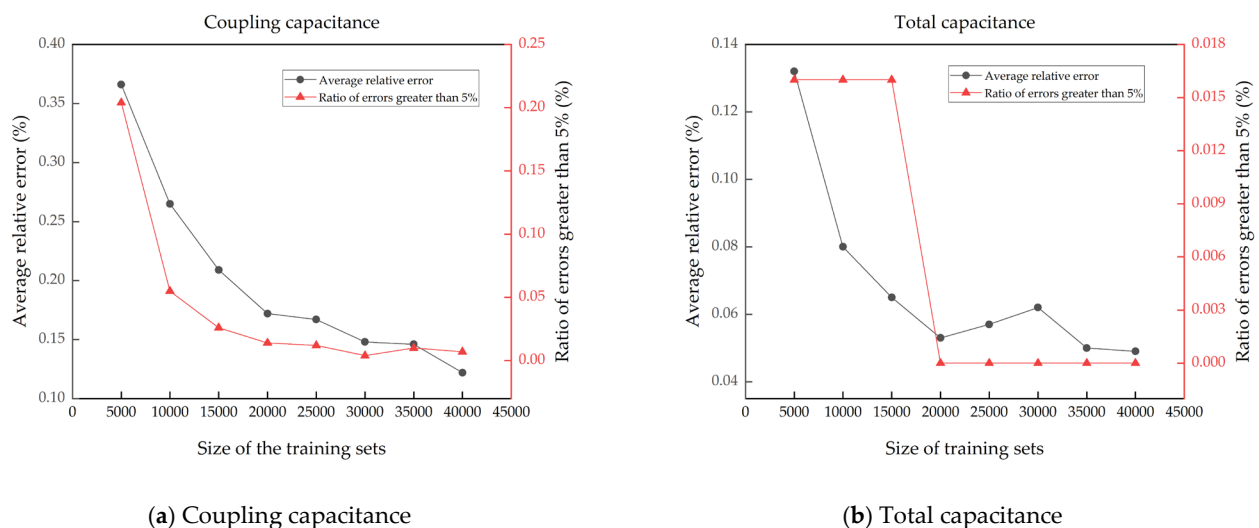 Coupling capacitance
0.40
0.35
0.30
0.25
0.20
0.15
0.10
Average relative error (%)
0.25
0.20
0.15
0.10
0.05
0.00
Ratio of errors greater than 5% (%)
Average relative error
Ratio of errors greater than 5%
0 5000 10000 15000 20000 25000 30000 35000 40000 45000
Size of the training sets
(a) Coupling capacitance
Total capacitance
0.14
0.12
0.10
0.08
0.06
0.04
Average relative error (%)
0.018
0.015
0.012
0.009
0.006
0.003
0.000
Ratio of errors greater than 5% (%)
Average relative error
Ratio of errors greater than 5%
0 5000 10000 15000 20000 25000 30000 35000 40000 45000
Size of training sets
(b) Total capacitance